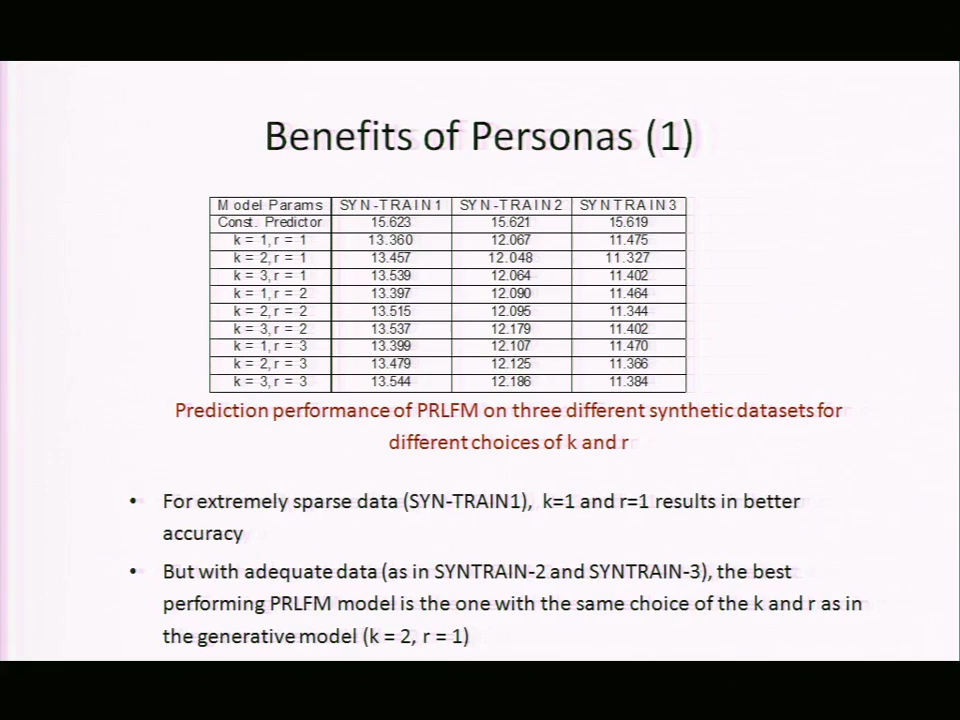 Benefits of Personas (1)
Model Params SYN-TRAIN1 SYN-TRAIN2 SYNTRAIN3
Const. Predictor 15.623 15.621 15.619
k = 1, r = 1 13.360 12.067 11.475
k = 2, r = 1 13.457 12.048 11.327
k = 3, r = 1 13.539 12.064 11.402
k = 1, r = 2 13.397 12.090 11.464
k = 2, r = 2 13.515 12.095 11.344
k = 3, r = 2 13.537 12.179 11.402
k = 1, r = 3 13.399 12.107 11.470
k = 2, r = 3 13.479 12.125 11.366
k = 3, r = 3 13.544 12.186 11.384
Prediction performance of PRLFM on three different synthetic datasets for
different choices of k and r
• For extremely sparse data (SYN-TRAIN1), k=1 and r=1 results in better
accuracy
• But with adequate data (as in SYNTRAIN-2 and SYNTRAIN-3), the best
performing PRLFM model is the one with the same choice of the k and r as in
the generative model (k = 2, r = 1)